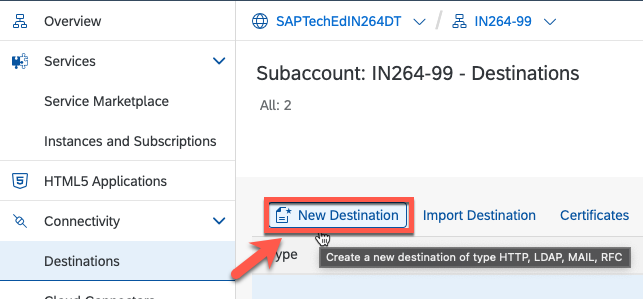 Overview
Services
Service Marketplace
Instances and Subscriptions
HTML5 Applications
Connectivity
Destinations
SAPTechEdIN264DT / IN264-99
Subaccount: IN264-99 - Destinations
All: 2
New Destination Import Destination Certificates
Create a new destination of type HTTP, LDAP, MAIL, RFC